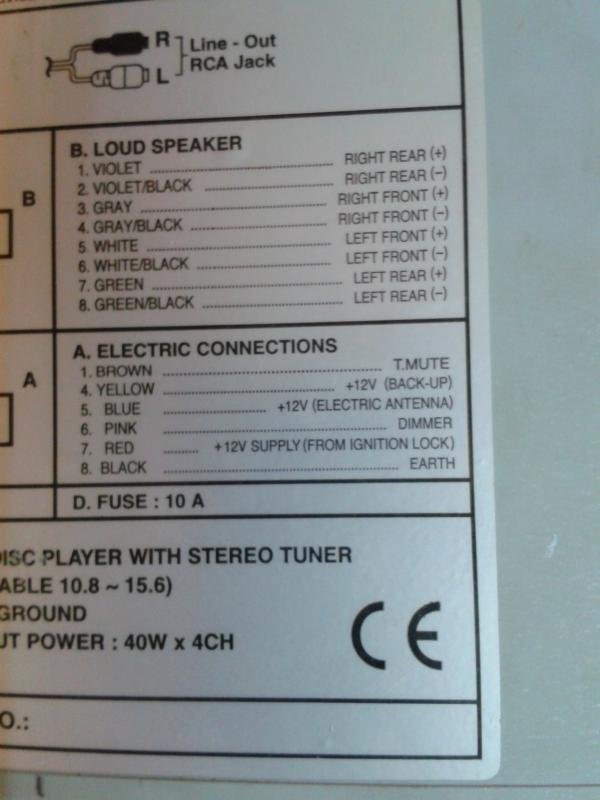 R
Line - Out
RCA Jack
L
B
B. LOUD SPEAKER
1. VIOLET ........ RIGHT REAR (+)
2. VIOLET/BLACK ........ RIGHT REAR (−)
3. GRAY ........ RIGHT FRONT (+)
4. GRAY/BLACK ........ RIGHT FRONT (−)
5. WHITE ........ LEFT FRONT (+)
6. WHITE/BLACK ........ LEFT FRONT (−)
7. GREEN ........ LEFT REAR (+)
8. GREEN/BLACK ........ LEFT REAR (−)
A
A. ELECTRIC CONNECTIONS
1. BROWN ........ T.MUTE
4. YELLOW ........ +12V (BACK-UP)
5. BLUE ........ +12V (ELECTRIC ANTENNA)
6. PINK ........ DIMMER
7. RED ........ +12V SUPPLY (FROM IGNITION LOCK)
8. BLACK ........ EARTH
D. FUSE : 10 A
DISC PLAYER WITH STEREO TUNER
ABLE 10.8 ~ 15.6)
GROUND
UT POWER : 40W x 4CH
CE
O.: